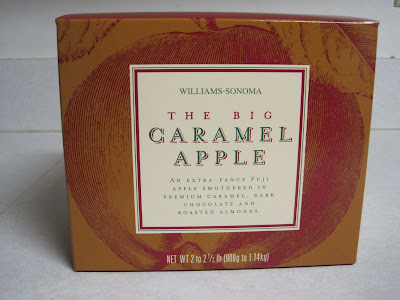 WILLIAMS-SONOMA
THE BIG
CARAMEL
APPLE
AN EXTRA-FANCY FUJI
APPLE SMOTHERED IN
PREMIUM CARAMEL, DARK
CHOCOLATE AND
ROASTED ALMONDS.
NET WT 2 to 2 1/2 lb (908g to 1.14kg)